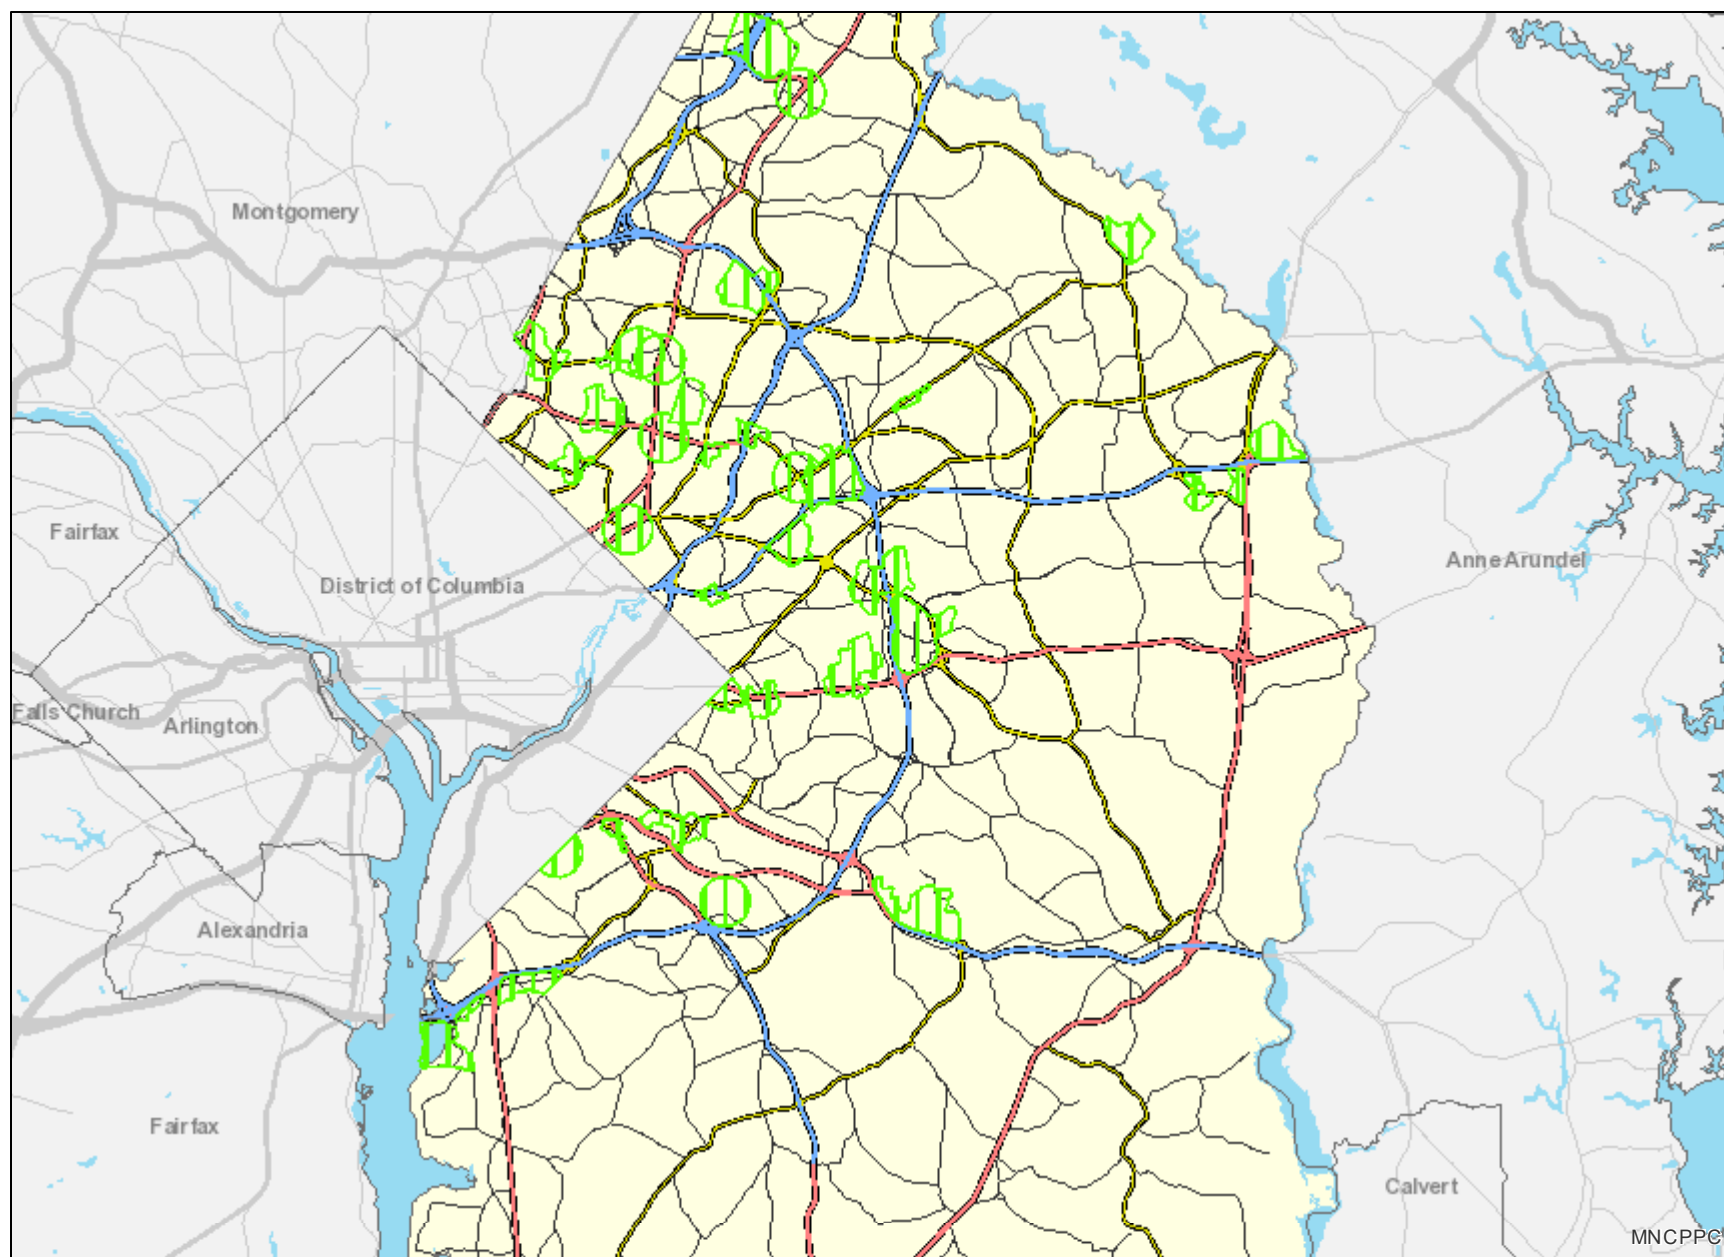 Montgomery
Fairfax
Anne Arundel
District of Columbia
Falls Church
Arlington
Alexandria
Fairfax
Calvert
MNCPPC